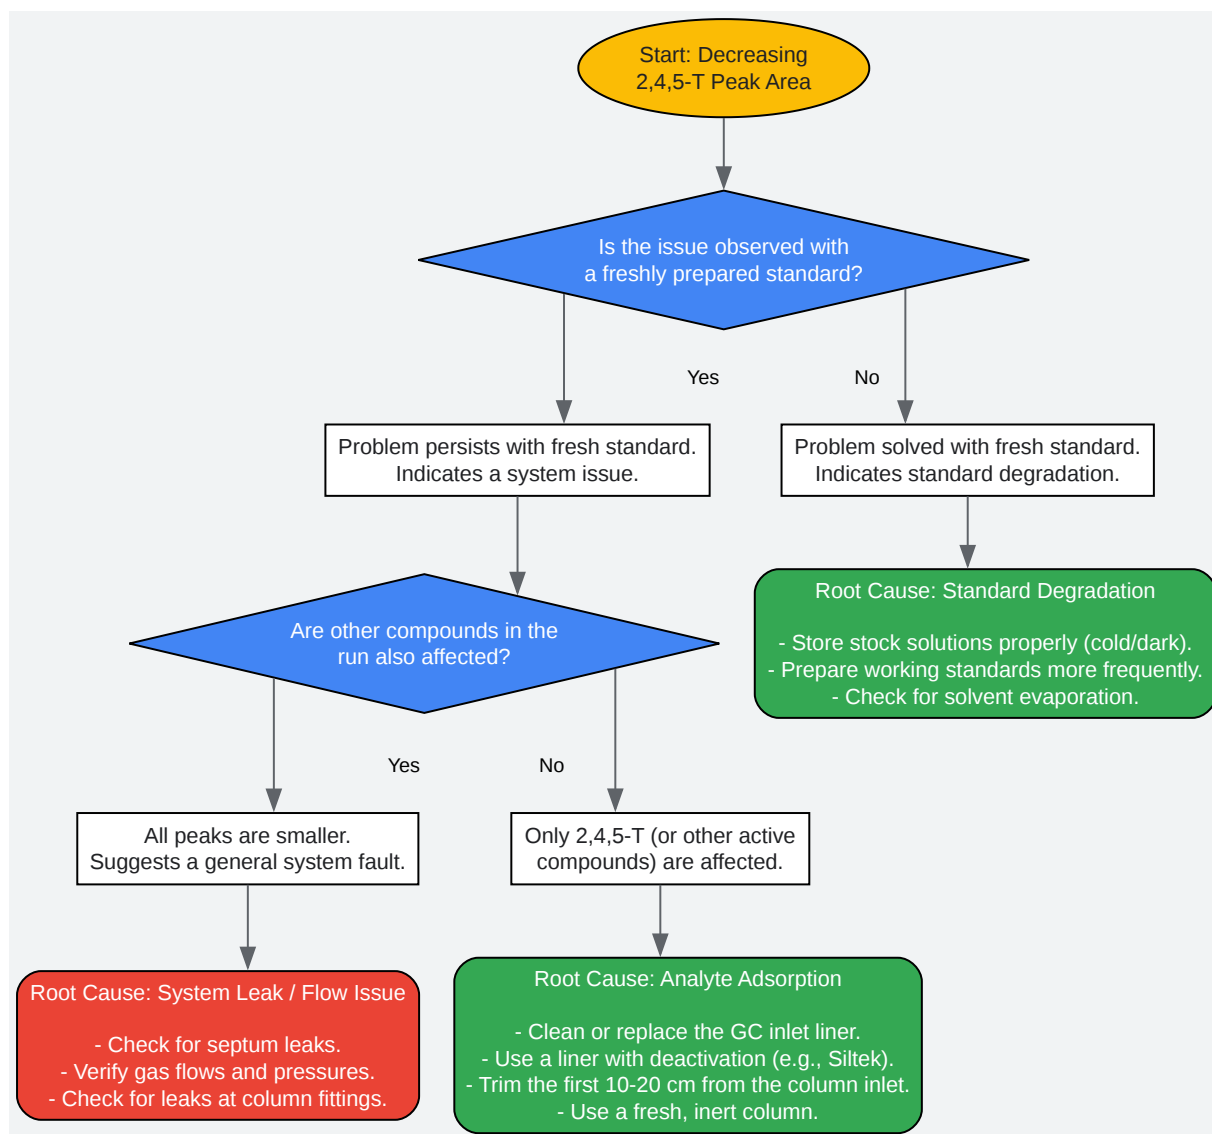 Start: Decreasing
2,4,5-T Peak Area
Is the issue observed with
a freshly prepared standard?
Yes
No
Problem persists with fresh standard.
Indicates a system issue.
Problem solved with fresh standard.
Indicates standard degradation.
Root Cause: Standard Degradation
- Store stock solutions properly (cold/dark).
- Prepare working standards more frequently.
- Check for solvent evaporation.
Are other compounds in the
run also affected?
Yes
No
All peaks are smaller.
Suggests a general system fault.
Only 2,4,5-T (or other active
compounds) are affected.
Root Cause: System Leak / Flow Issue
- Check for septum leaks.
- Verify gas flows and pressures.
- Check for leaks at column fittings.
Root Cause: Analyte Adsorption
- Clean or replace the GC inlet liner.
- Use a liner with deactivation (e.g., Siltek).
- Trim the first 10-20 cm from the column inlet.
- Use a fresh, inert column.